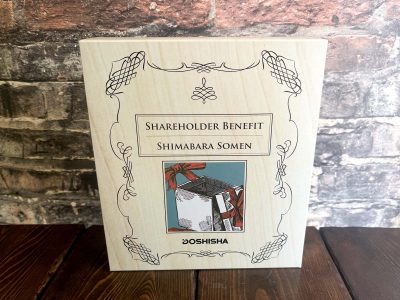 SHAREHOLDER BENEFIT
SHIMABARA SOMEN
DOSHISHA